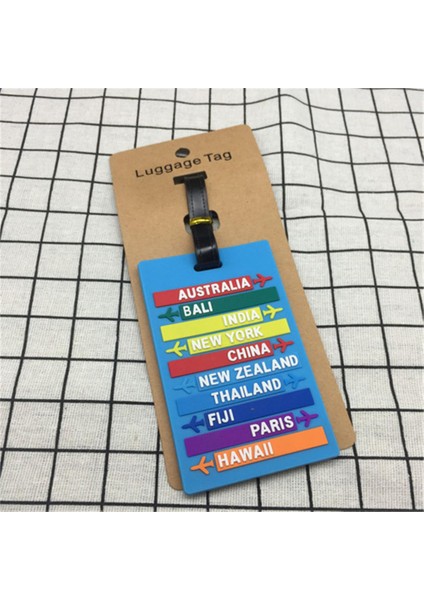 Luggage Tag
AUSTRALIA
BALI
INDIA
NEW YORK
CHINA
NEW ZEALAND
THAILAND
FIJI
PARIS
HAWAII